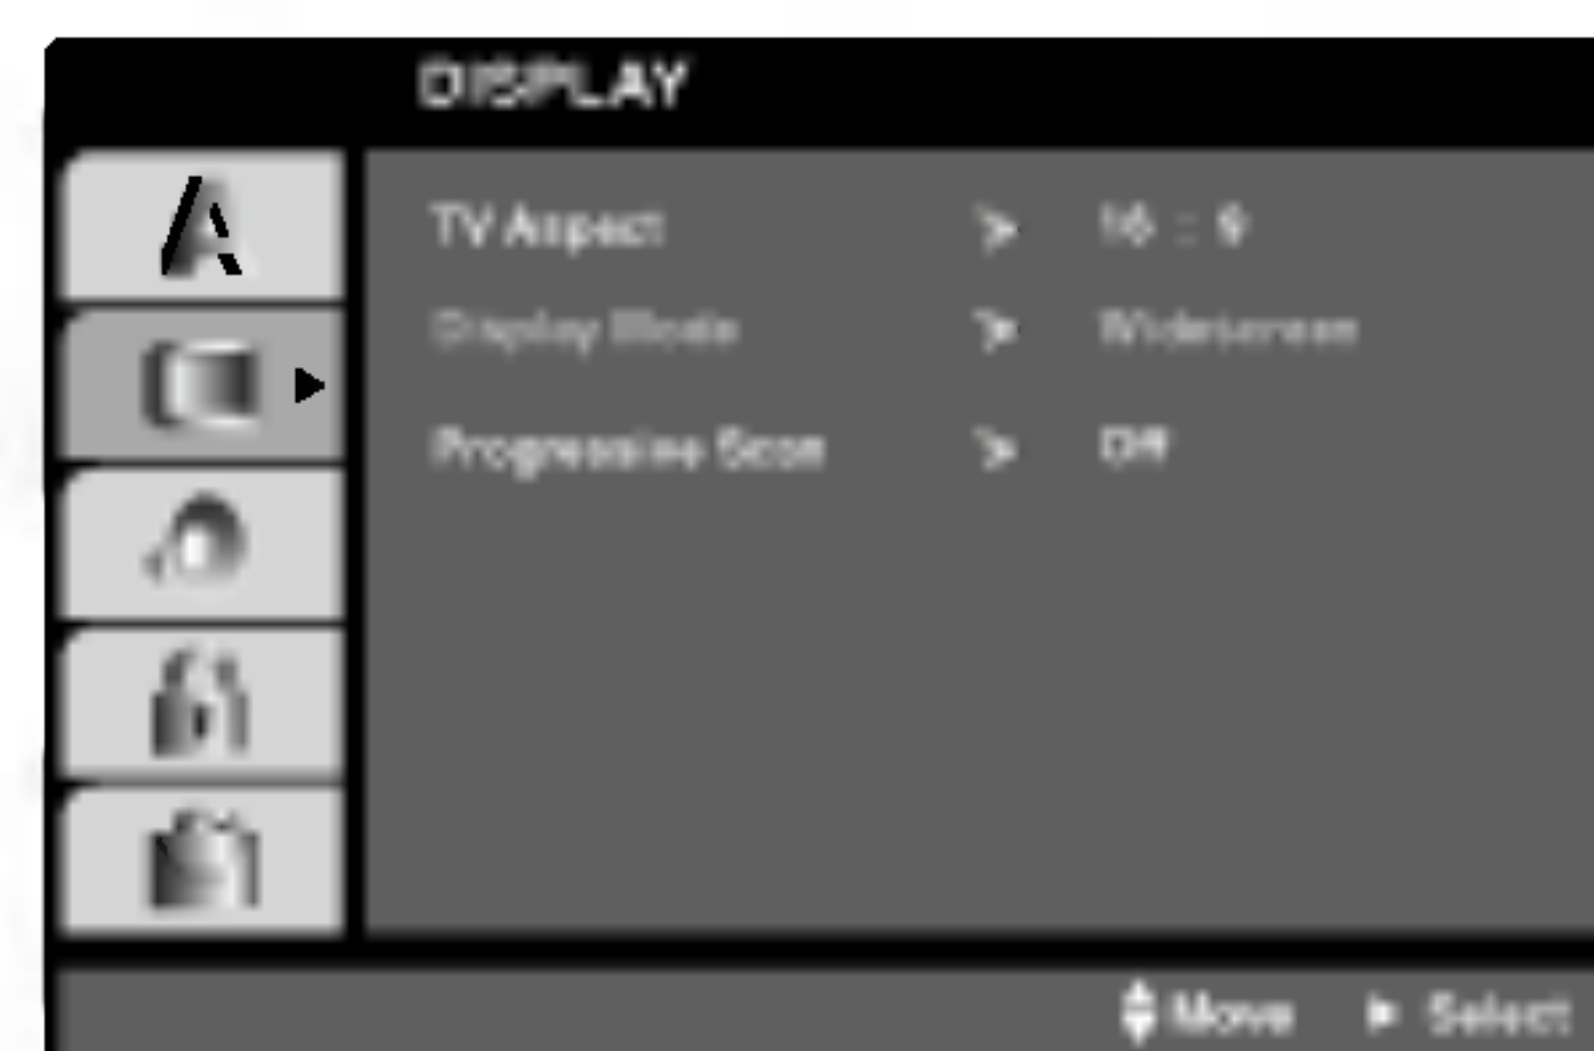 DISPLAY
TV Aspect > 16 : 9
Display Mode > Widescreen
Progressive Scan > Off
Move Select